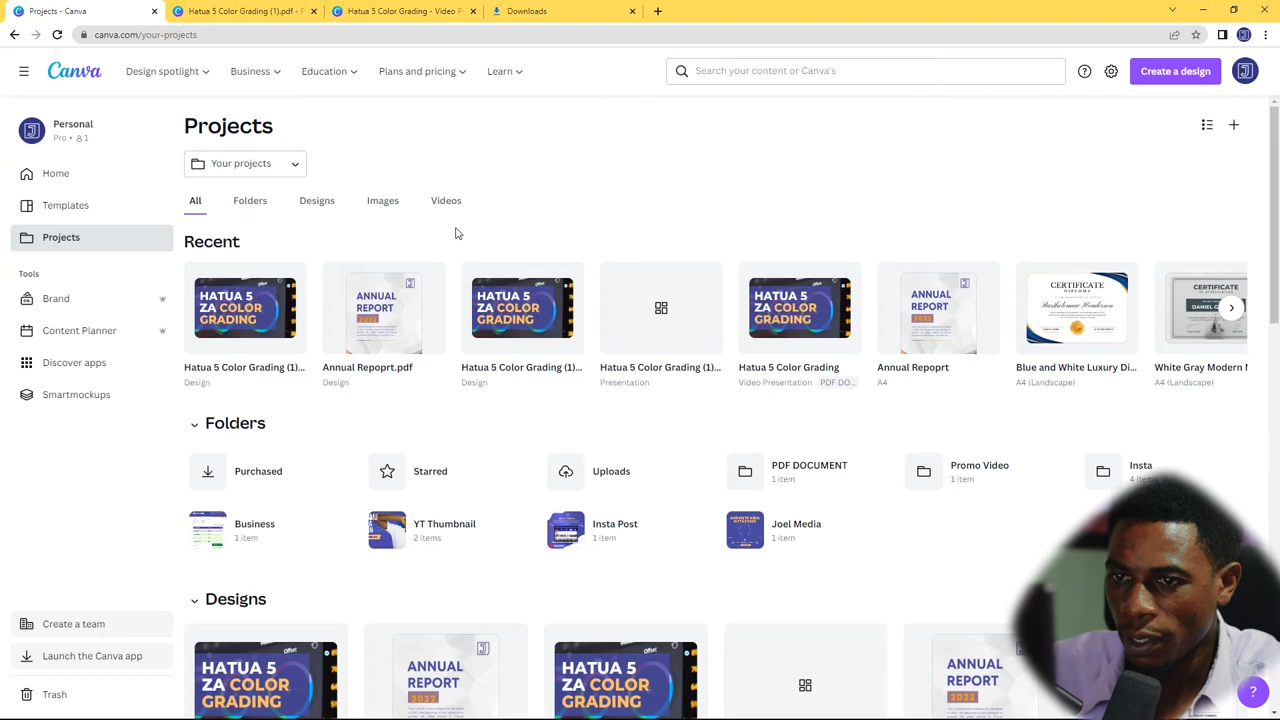 Projects - Canva
Hatua 5 Color Grading (1).pdf - P
Hatua 5 Color Grading - Video P
Downloads
canva.com/your-projects
Canva
Design spotlight
Business
Education
Plans and pricing
Learn
Search your content or Canva's
Create a design
Personal
Pro • 1
Home
Templates
Projects
Tools
Brand
Content Planner
Discover apps
Smartmockups
Create a team
Launch the Canva app
Trash
Projects
Your projects
All
Folders
Designs
Images
Videos
Recent
HATUA 5
ZA COLOR
GRADING
ANNUAL
REPORT
2022
HATUA 5
ZA COLOR
GRADING
HATUA 5
ZA COLOR
GRADING
ANNUAL
REPORT
2022
CERTIFICATE
DIPLOMA
Bartholomew Henderson
CERTIFICATE
DANIEL G
Hatua 5 Color Grading (1)...
Design
Annual Repoprt.pdf
Design
Hatua 5 Color Grading (1)...
Design
Hatua 5 Color Grading (1)...
Presentation
Hatua 5 Color Grading
Video Presentation
PDF DO...
Annual Repoprt
A4
Blue and White Luxury Di...
A4 (Landscape)
White Gray Modern M
A4 (Landscape)
Folders
Purchased
Starred
Uploads
PDF DOCUMENT
1 item
Promo Video
1 item
Insta
4 items
Business
1 item
YT Thumbnail
2 items
Insta Post
1 item
Joel Media
1 item
Designs
HATUA 5
ZA COLOR
GRADING
Offset
ANNUAL
REPORT
2022
HATUA 5
ZA COLOR
GRADING
Offset
ANNUAL
REPORT
2022
?